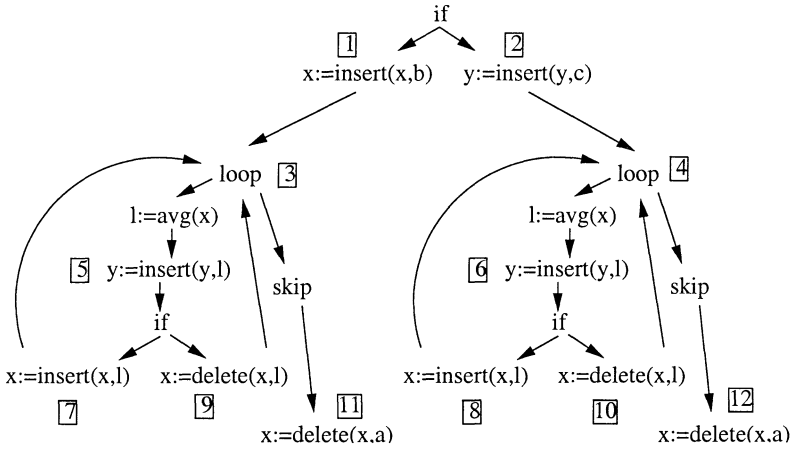 if
1 2
x:=insert(x,b) y:=insert(y,c)
loop 3 loop 4
l:=avg(x) l:=avg(x)
5 y:=insert(y,l) 6 y:=insert(y,l)
skip skip
if if
x:=insert(x,l) x:=delete(x,l) x:=insert(x,l) x:=delete(x,l)
7 9 11 8 10 12
x:=delete(x,a) x:=delete(x,a)